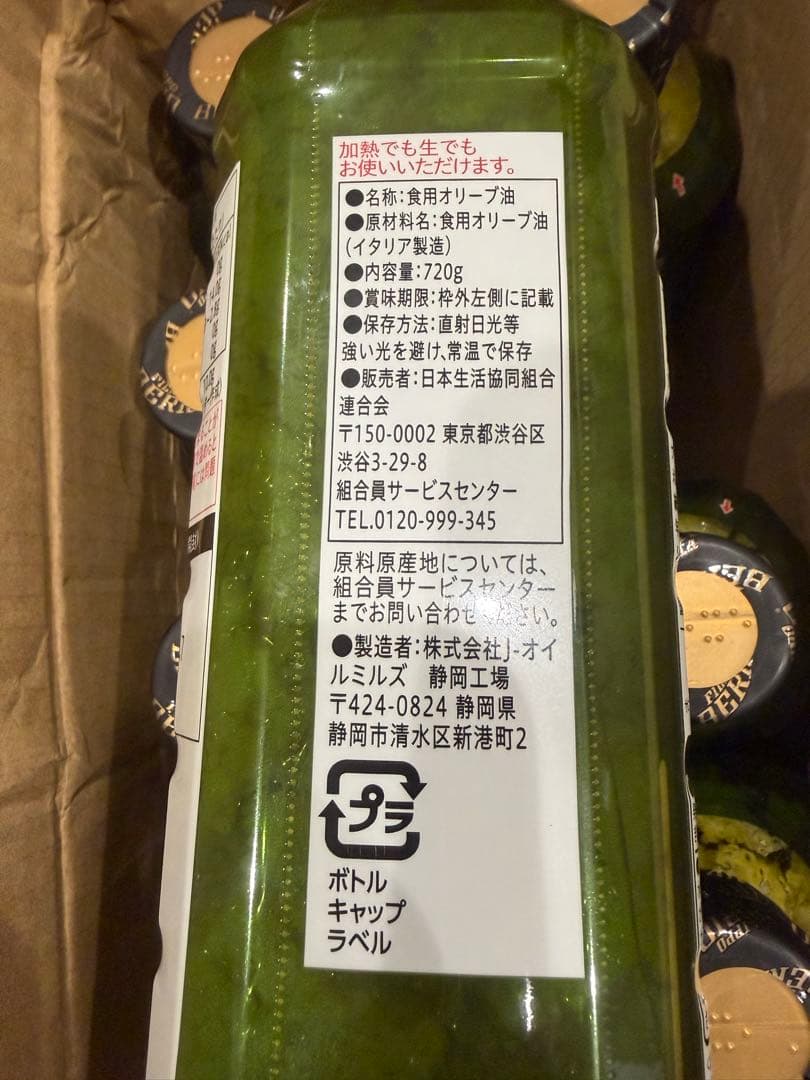 加熱でも生でも
お使いいただけます。
●名称:食用オリーブ油
●原材料名:食用オリーブ油
(イタリア製造)
●内容量:720g
●賞味期限:枠外左側に記載
●保存方法:直射日光等
強い光を避け、常温で保存
●販売者:日本生活協同組合
連合会
〒150-0002 東京都渋谷区
渋谷3-29-8
組合員サービスセンター
TEL.0120-999-345
原料原産地については、
組合員サービスセンター
までお問い合わせください。
●製造者:株式会社J-オイ
ルミルズ 静岡工場
〒424-0824 静岡県
静岡市清水区新港町2
プラ
ボトル
キャップ
ラベル